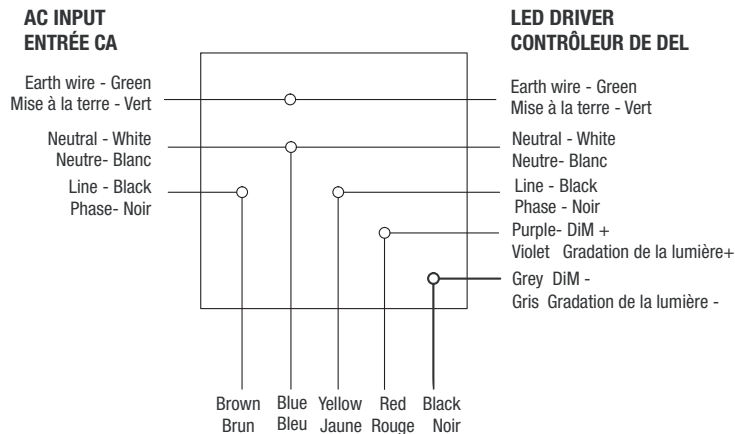 AC INPUT
ENTRÉE CA
Earth wire - Green
Mise à la terre - Vert
Neutral - White
Neutre- Blanc
Line - Black
Phase- Noir
LED DRIVER
CONTRÔLEUR DE DEL
Earth wire - Green
Mise à la terre - Vert
Neutral - White
Neutre- Blanc
Line - Black
Phase - Noir
Purple- DiM +
Violet Gradation de la lumière+
Grey DiM -
Gris Gradation de la lumière -
Brown Blue Yellow Red Black
Brun Bleu Jaune Rouge Noir